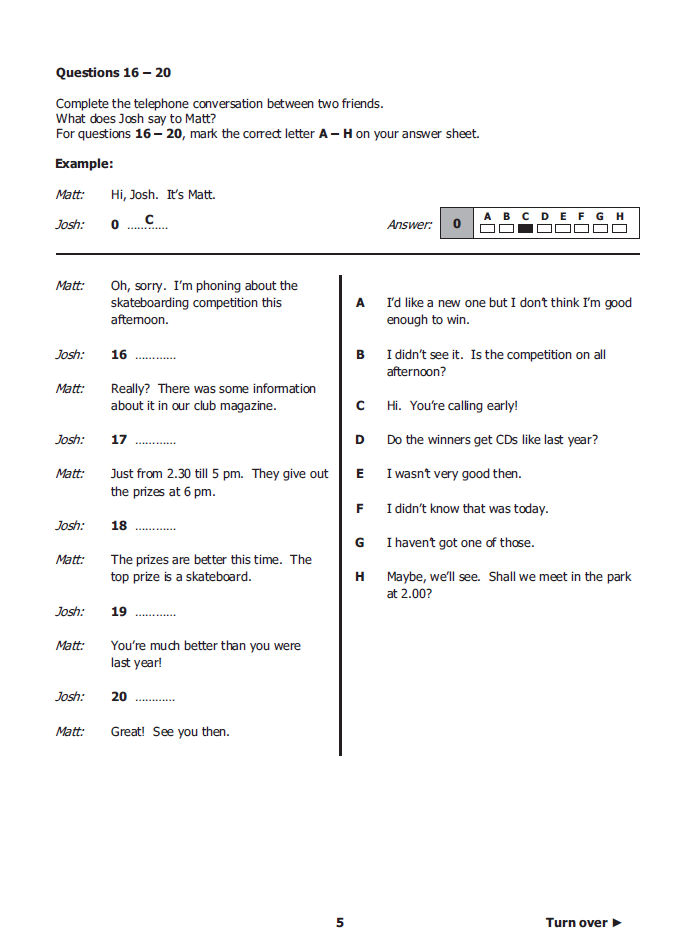 Questions 16 – 20
Complete the telephone conversation between two friends.
What does Josh say to Matt?
For questions 16 – 20, mark the correct letter A – H on your answer sheet.
Example:
Matt: Hi, Josh. It's Matt.
Josh: 0 ......C...... Answer: 0 A B C D E F G H
Matt: Oh, sorry. I'm phoning about the
skateboarding competition this
afternoon.
Josh: 16 ............
Matt: Really? There was some information
about it in our club magazine.
Josh: 17 ............
Matt: Just from 2.30 till 5 pm. They give out
the prizes at 6 pm.
Josh: 18 ............
Matt: The prizes are better this time. The
top prize is a skateboard.
Josh: 19 ............
Matt: You're much better than you were
last year!
Josh: 20 ............
Matt: Great! See you then.
A I'd like a new one but I don't think I'm good
enough to win.
B I didn't see it. Is the competition on all
afternoon?
C Hi. You're calling early!
D Do the winners get CDs like last year?
E I wasn't very good then.
F I didn't know that was today.
G I haven't got one of those.
H Maybe, we'll see. Shall we meet in the park
at 2.00?
5 Turn over ►